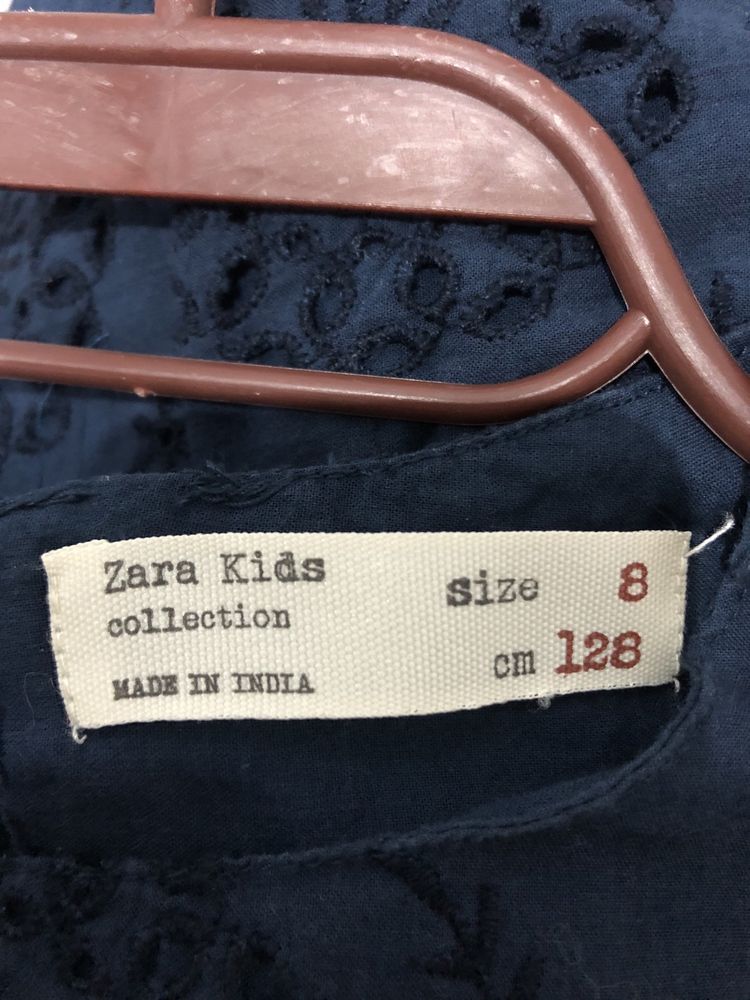 Zara Kids
collection
MADE IN INDIA
size 8
cm 128